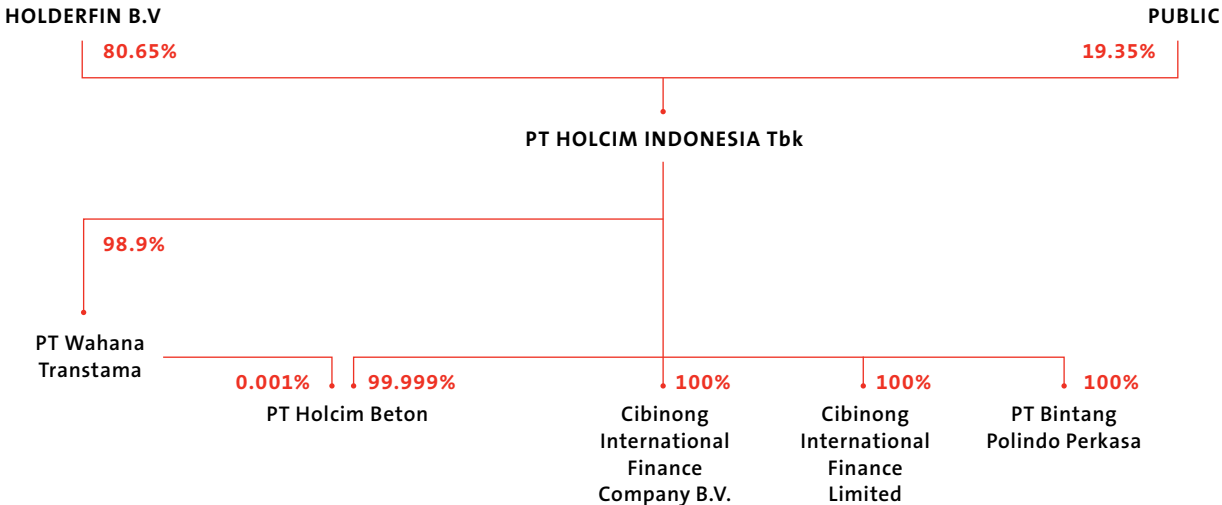 HOLDERFIN B.V
PUBLIC
80.65%
19.35%
PT HOLCIM INDONESIA Tbk
98.9%
PT Wahana
Transtama
0.001%
99.999%
100%
100%
100%
PT Holcim Beton
Cibinong
International
Finance
Company B.V.
Cibinong
International
Finance
Limited
PT Bintang
Polindo Perkasa